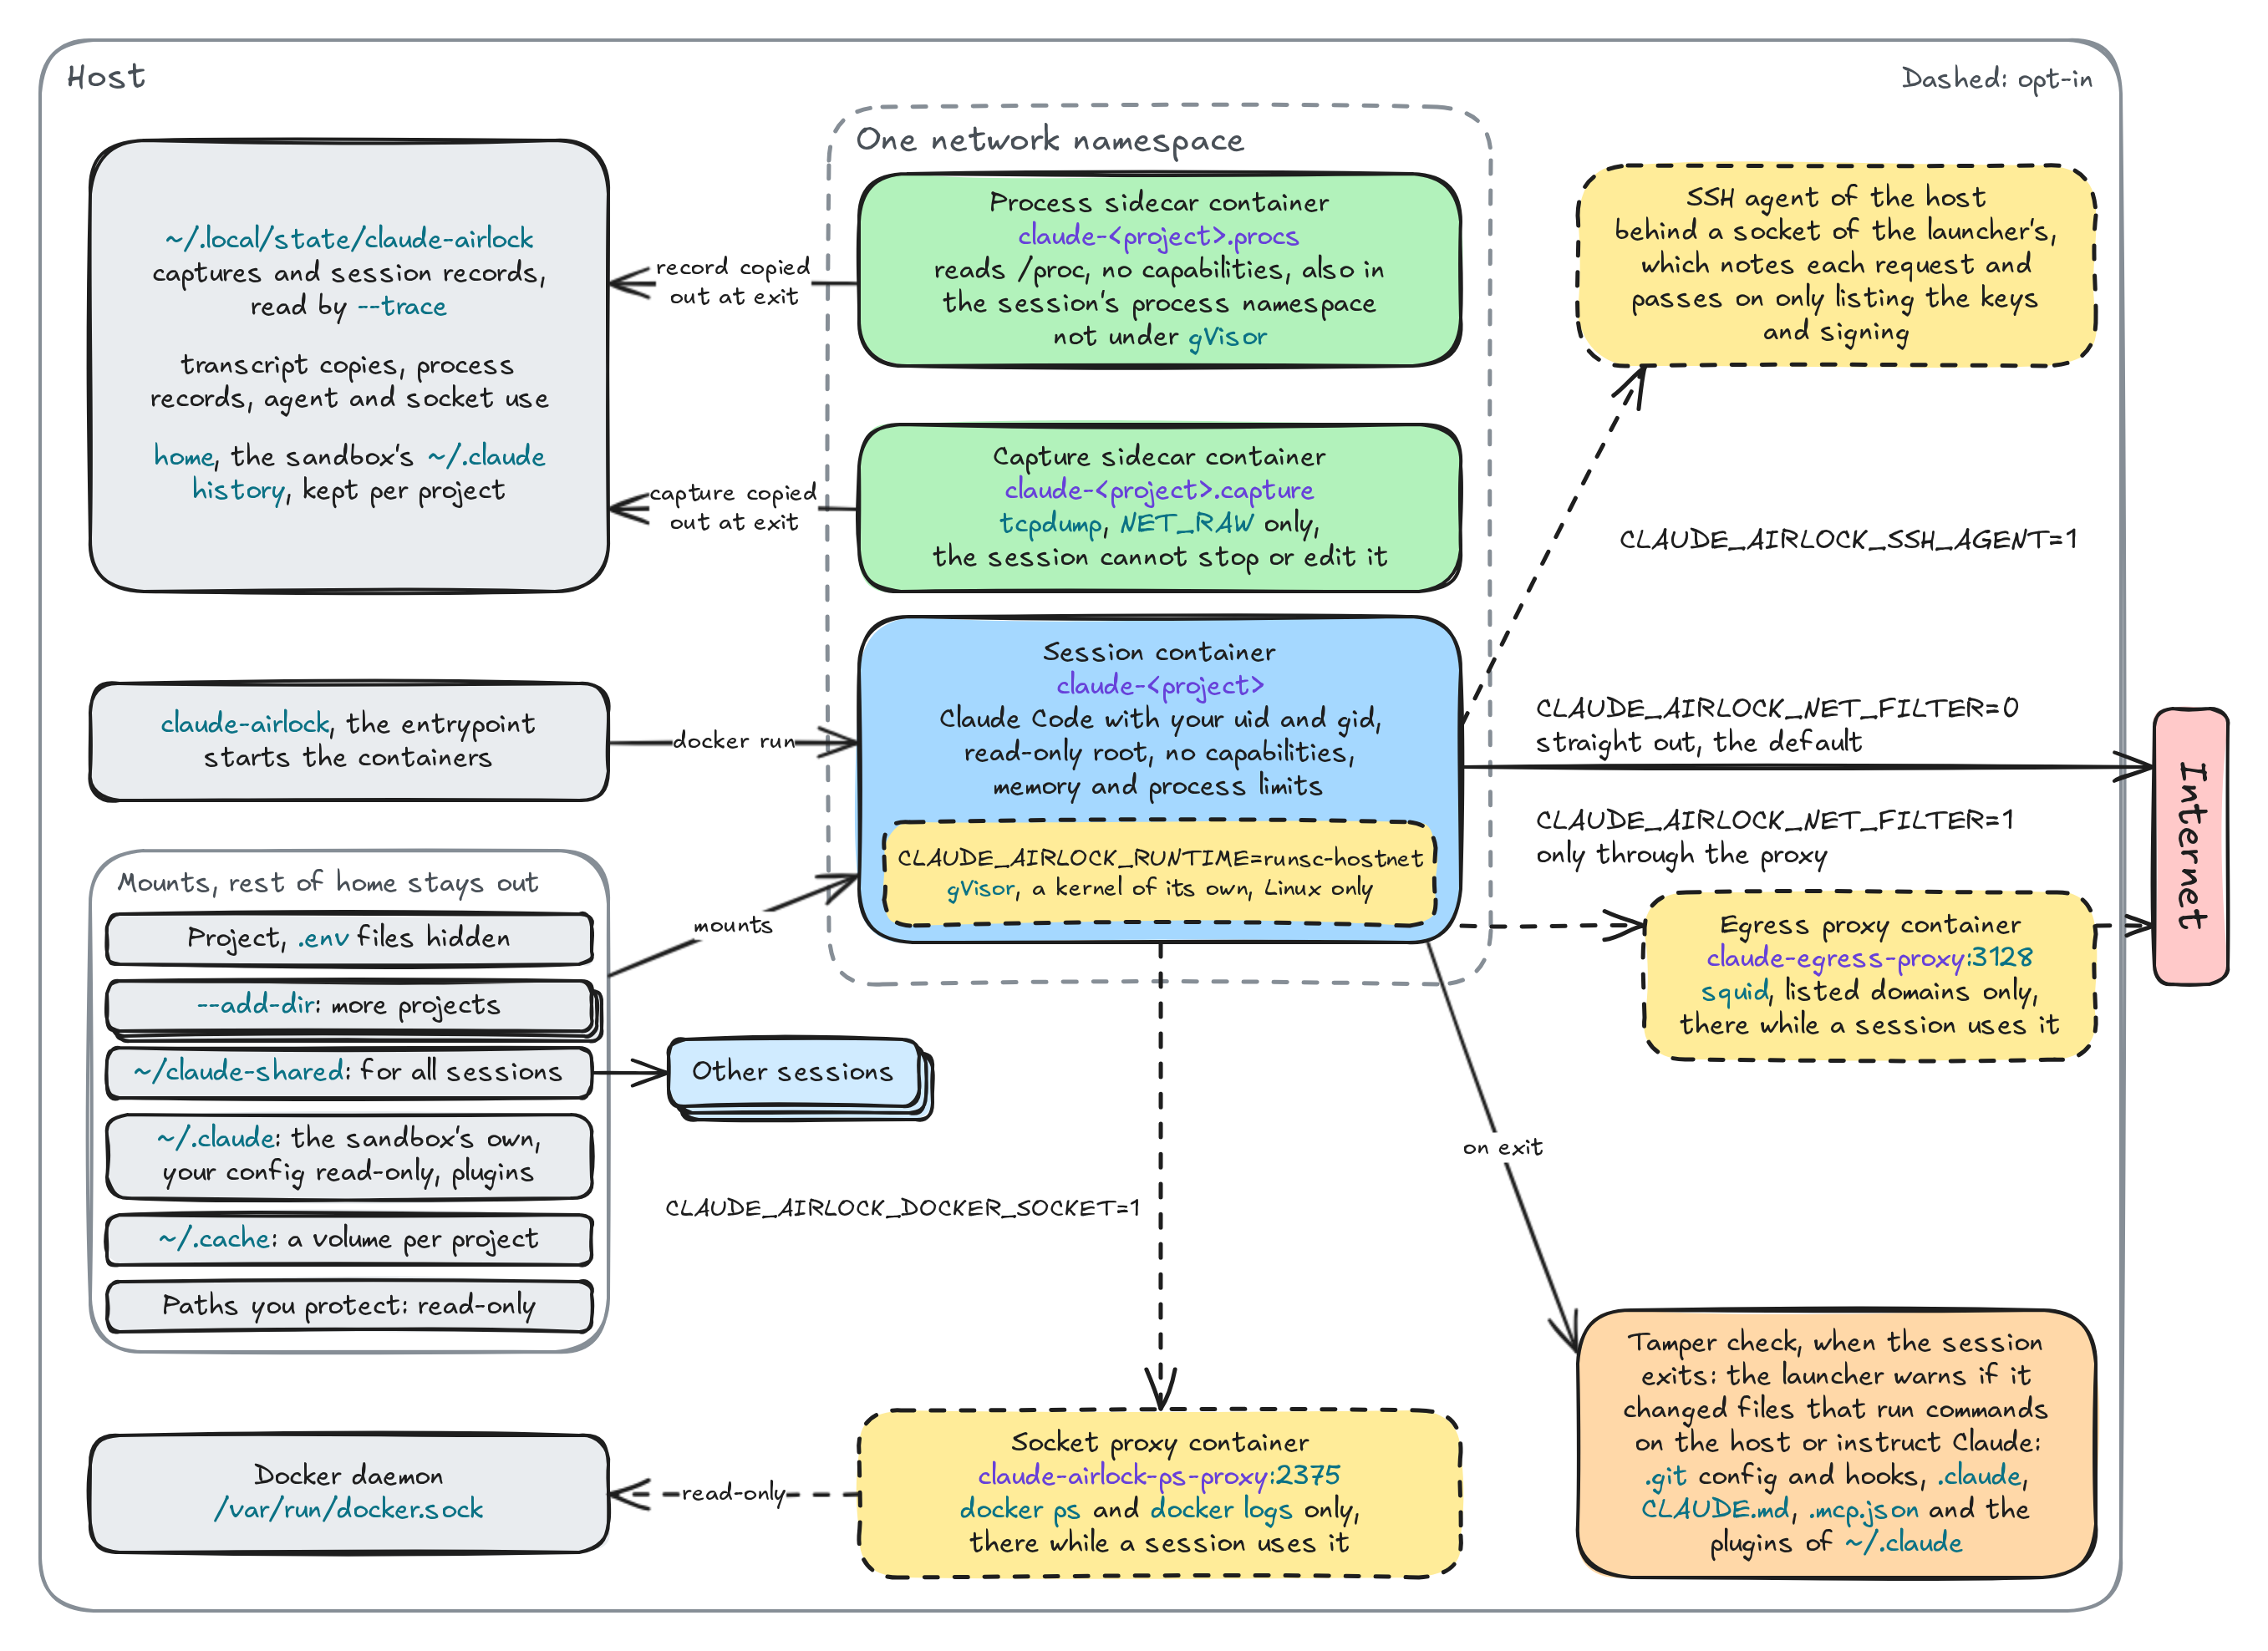 Host
Dashed: opt-in
~/.local/state/claude-airlock
captures and session records,
read by --trace
transcript copies, process
records, agent and socket use
home, the sandbox's ~/.claude
history, kept per project
record copied
out at exit
capture copied
out at exit
One network namespace
Process sidecar container
claude-<project>.procs
reads /proc, no capabilities, also in
the session's process namespace
not under gVisor
Capture sidecar container
claude-<project>.capture
tcpdump, NET_RAW only,
the session cannot stop or edit it
SSH agent of the host
behind a socket of the launcher's,
which notes each request and
passes on only listing the keys
and signing
CLAUDE_AIRLOCK_SSH_AGENT=1
claude-airlock, the entrypoint
starts the containers
docker run
Session container
claude-<project>
Claude Code with your uid and gid,
read-only root, no capabilities,
memory and process limits
CLAUDE_AIRLOCK_RUNTIME=runsc-hostnet
gVisor, a kernel of its own, Linux only
CLAUDE_AIRLOCK_NET_FILTER=0
straight out, the default
CLAUDE_AIRLOCK_NET_FILTER=1
only through the proxy
Internet
Egress proxy container
claude-egress-proxy:3128
squid, listed domains only,
there while a session uses it
Mounts, rest of home stays out
Project, .env files hidden
--add-dir: more projects
~/claude-shared: for all sessions
~/.claude: the sandbox's own,
your config read-only, plugins
~/.cache: a volume per project
Paths you protect: read-only
mounts
Other sessions
CLAUDE_AIRLOCK_DOCKER_SOCKET=1
on exit
Docker daemon
/var/run/docker.sock
read-only
Socket proxy container
claude-airlock-ps-proxy:2375
docker ps and docker logs only,
there while a session uses it
Tamper check, when the session
exits: the launcher warns if it
changed files that run commands
on the host or instruct Claude:
.git config and hooks, .claude,
CLAUDE.md, .mcp.json and the
plugins of ~/.claude